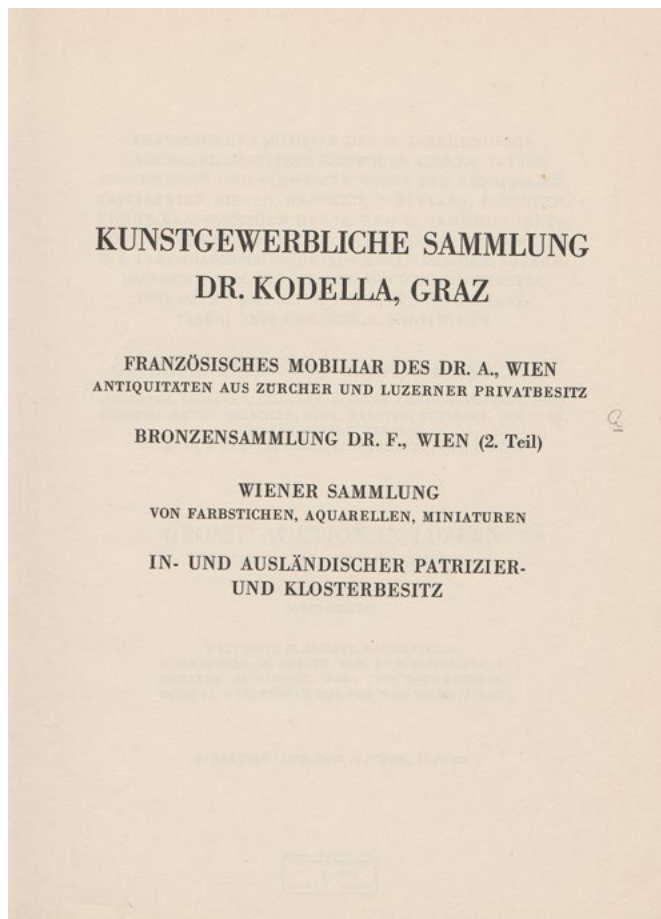 KUNSTGEWERBLICHE SAMMLUNG
DR. KODELLA, GRAZ
FRANZÖSISCHES MOBILIAR DES DR. A., WIEN
ANTIQUITÄTEN AUS ZÜRCHER UND LUZERNER PRIVATBESITZ
BRONZENSAMMLUNG DR. F., WIEN (2. Teil)
WIENER SAMMLUNG
VON FARBSTICHEN, AQUARELLEN, MINIATUREN
IN- UND AUSLÄNDISCHER PATRIZIER-
UND KLOSTERBESITZ